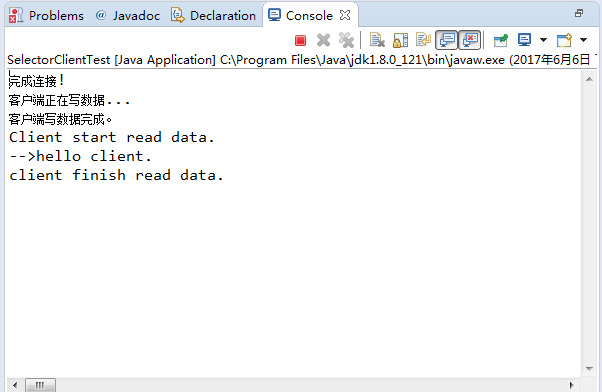 Problems @ Javadoc Declaration Console
SelectorClientTest [Java Application] C:\Program Files\Java\jdk1.8.0_121\bin\javaw.exe (2017年6月6日
完成连接！
客户端正在写数据...
客户端写数据完成。
Client start read data.
-->hello client.
client finish read data.